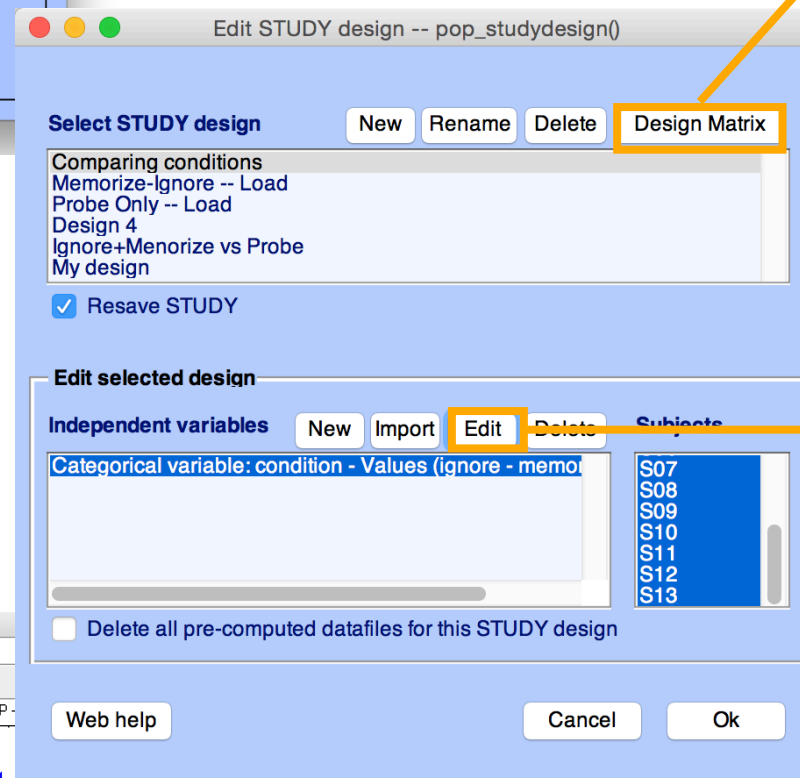 Edit STUDY design -- pop_studydesign()
Select STUDY design New Rename Delete Design Matrix
Comparing conditions
Memorize-Ignore -- Load
Probe Only -- Load
Design 4
Ignore+Menorize vs Probe
My design
Resave STUDY
Edit selected design
Independent variables New Import Edit Delete Subjects
Categorical variable: condition - Values (ignore - memor
S07
S08
S09
S10
S11
S12
S13
Delete all pre-computed datafiles for this STUDY design
P -
Web help Cancel Ok